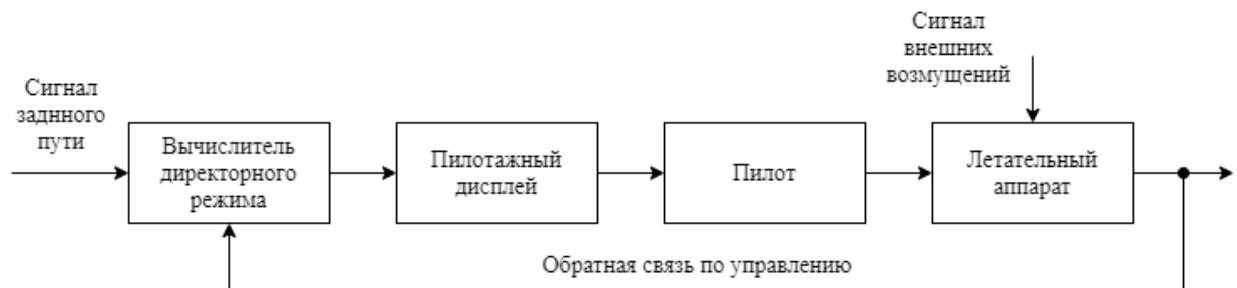 Сигнал
заднного
пути
Вычислитель
директорного
режима
Пилотажный
дисплей
Пилот
Сигнал
внешних
возмущений
Летательный
аппарат
Обратная связь по управлению